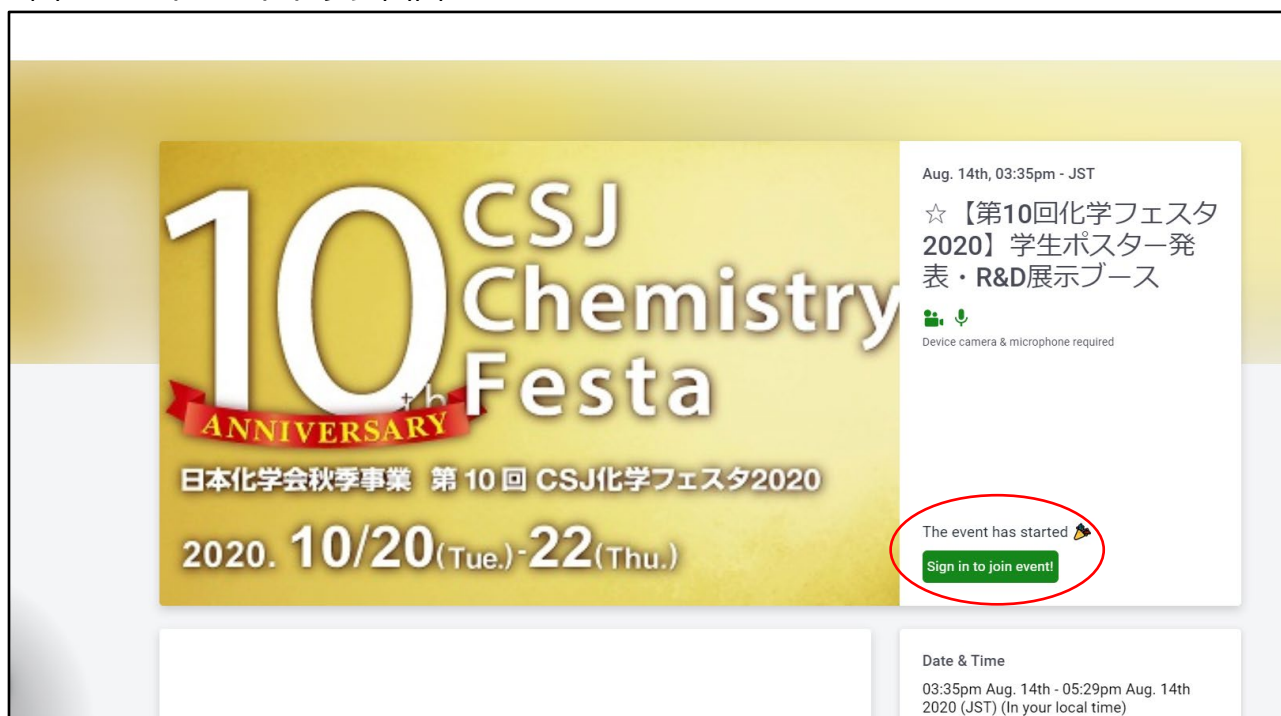 10th
ANNIVERSARY
CSJ
Chemistry
Festa
日本化学会秋季事業 第10回 CSJ化学フェスタ2020
2020. 10/20(Tue.)-22(Thu.)
Aug. 14th, 03:35pm - JST
☆【第10回化学フェスタ
2020】学生ポスター発
表・R&D展示ブース
Device camera & microphone required
The event has started 🎉
Sign in to join event!
Date & Time
03:35pm Aug. 14th - 05:29pm Aug. 14th
2020 (JST) (In your local time)